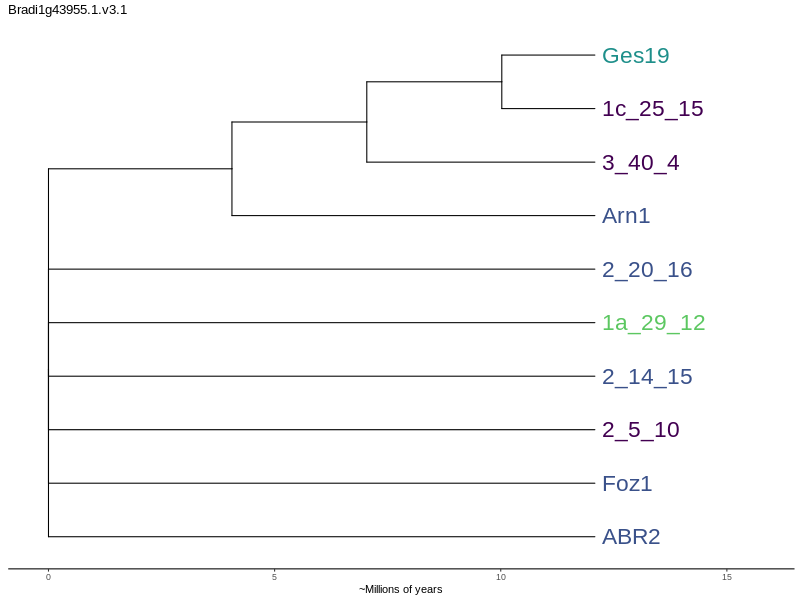 Bradi1g43955.1.v3.1
Ges19
1c_25_15
3_40_4
Arn1
2_20_16
1a_29_12
2_14_15
2_5_10
Foz1
ABR2
0 5 10 15
~Millions of years